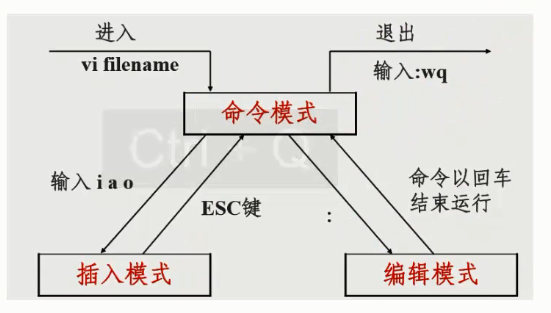 进入
退出
vi filename
输入:wq
命令模式
Ctrl + Q
输入 i a o
ESC键
:
命令以回车
结束运行
插入模式
编辑模式